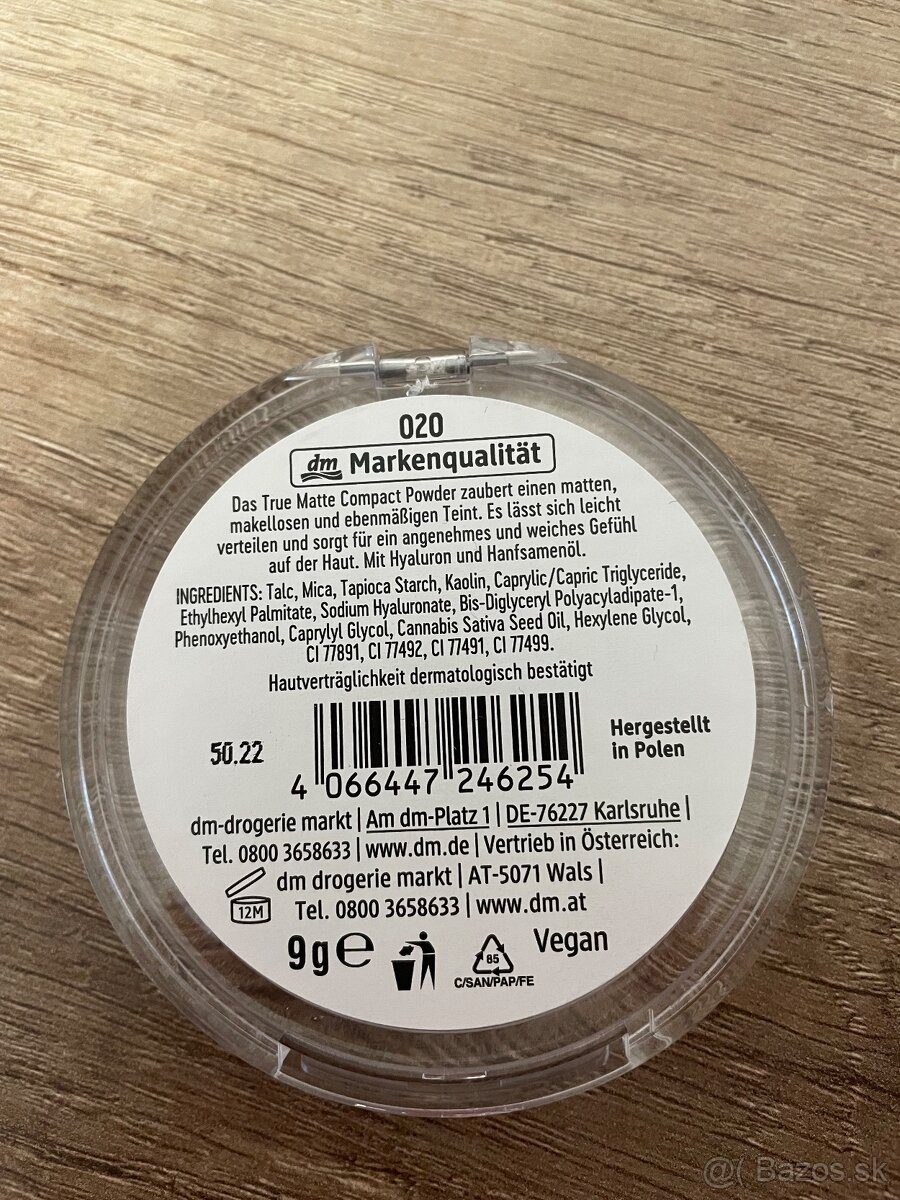 020
dm Markenqualität
Das True Matte Compact Powder zaubert einen matten,
makellosen und ebenmäßigen Teint. Es lässt sich leicht
verteilen und sorgt für ein angenehmes und weiches Gefühl
auf der Haut. Mit Hyaluron und Hanfsamenöl.
INGREDIENTS: Talc, Mica, Tapioca Starch, Kaolin, Caprylic/Capric Triglyceride,
Ethylhexyl Palmitate, Sodium Hyaluronate, Bis-Diglyceryl Polyacyladipate-1,
Phenoxyethanol, Caprylyl Glycol, Cannabis Sativa Seed Oil, Hexylene Glycol,
CI 77891, CI 77492, CI 77491, CI 77499.
Hautverträglichkeit dermatologisch bestätigt
50.22
Hergestellt
in Polen
4 066447 246254
dm-drogerie markt | Am dm-Platz 1 | DE-76227 Karlsruhe |
Tel. 0800 3658633 | www.dm.de | Vertrieb in Österreich:
dm drogerie markt | AT-5071 Wals |
12M
Tel. 0800 3658633 | www.dm.at
9g e
85
C/SAN/PAP/FE
Vegan
@( Bazos.sk